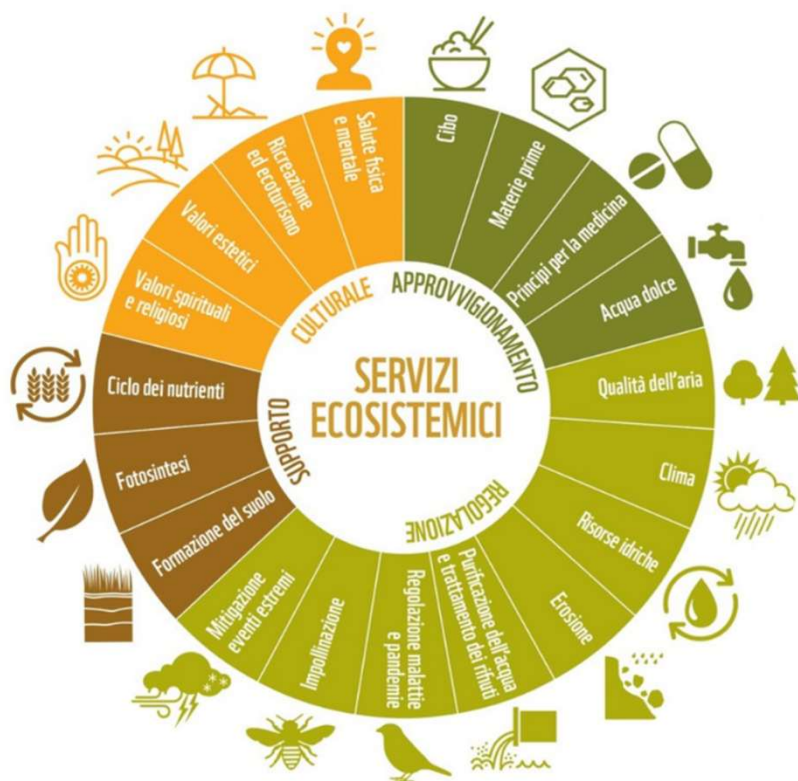 SERVIZI
ECOSISTEMICI
APPROVVIGIONAMENTO
Cibo
Materie prime
Principi per la medicina
Acqua dolce
REGOLAZIONE
Qualità dell'aria
Clima
Risorse idriche
Erosione
Purificazione dell'acqua
e trattamento dei rifiuti
Regolazione malattie
e pandemie
Impollinazione
Mitigazione
eventi estremi
SUPPORTO
Formazione del suolo
Fotosintesi
Ciclo dei nutrienti
CULTURALE
Valori spirituali
e religiosi
Valori estetici
Ricreazione
ed ecoturismo
Salute fisica
e mentale